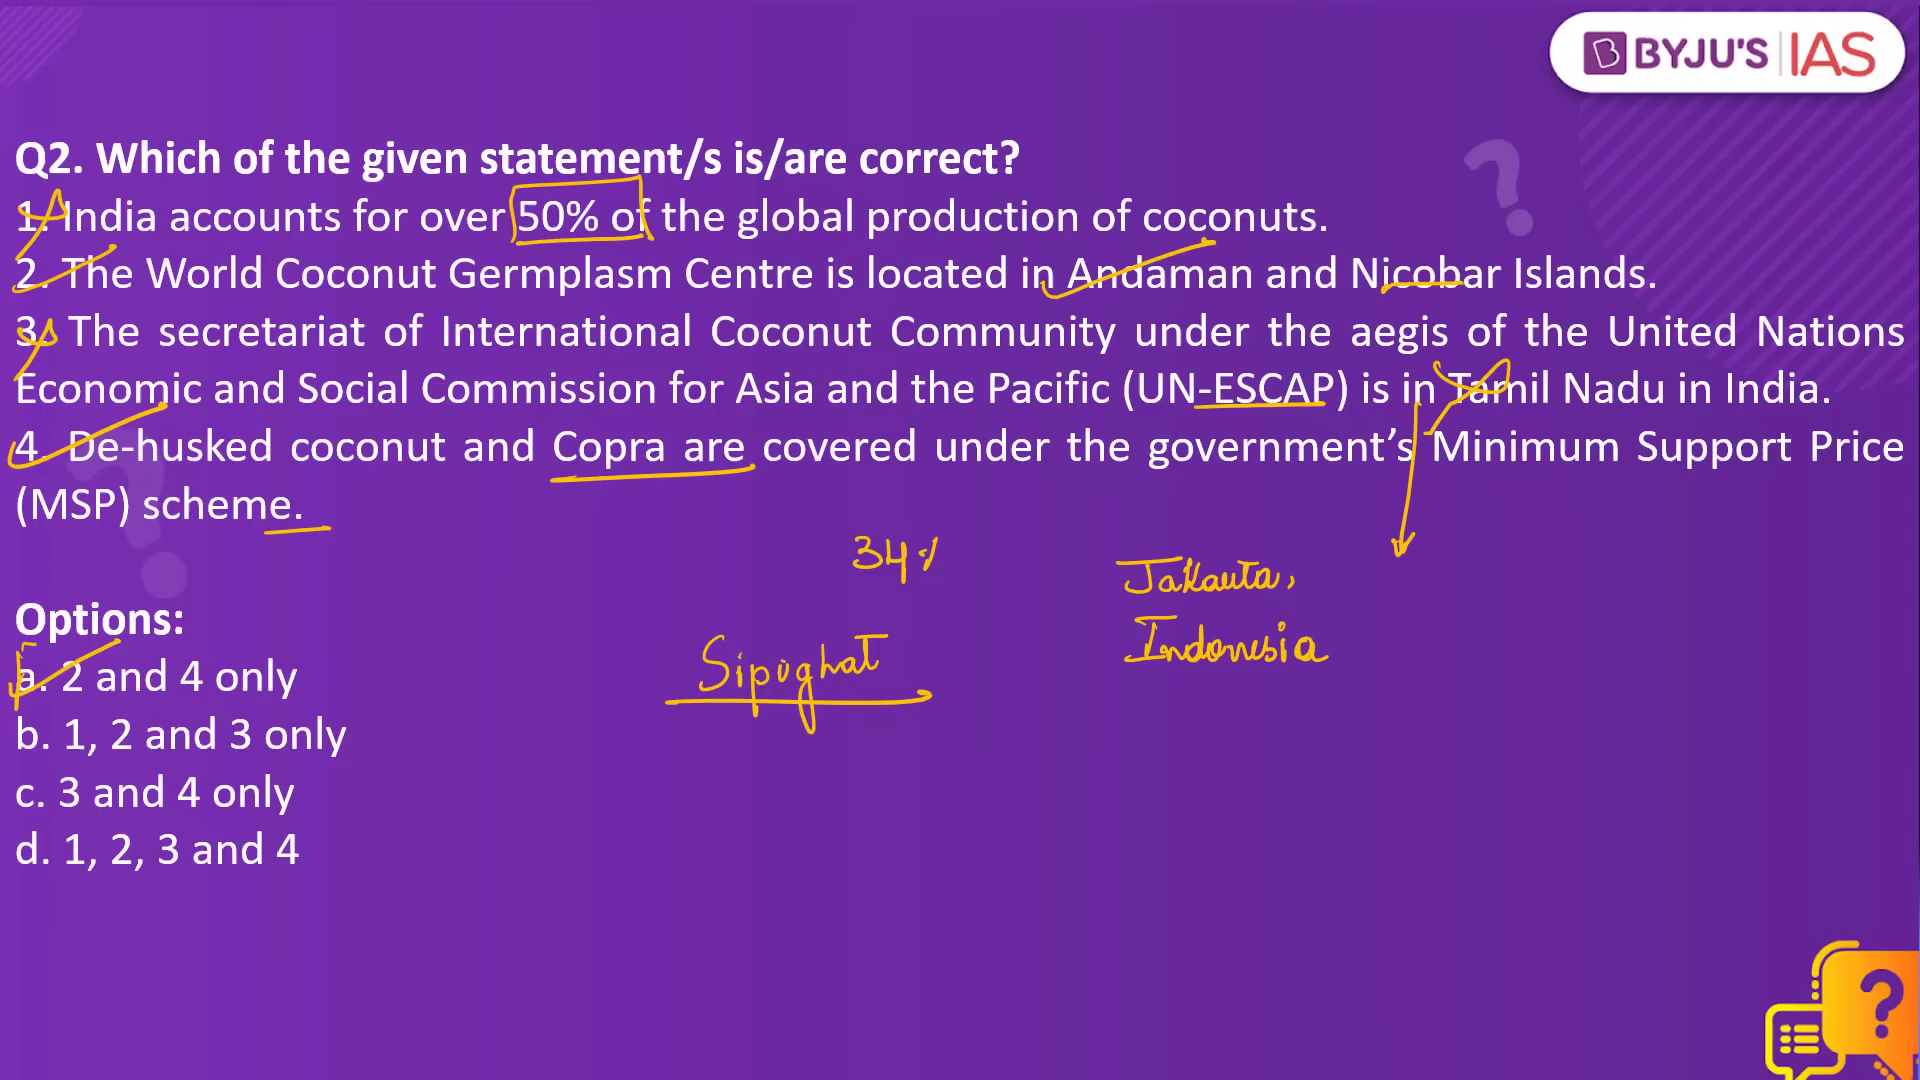 BYJU'S IAS
Q2. Which of the given statement/s is/are correct?
1. India accounts for over 50% of the global production of coconuts.
2. The World Coconut Germplasm Centre is located in Andaman and Nicobar Islands.
3. The secretariat of International Coconut Community under the aegis of the United Nations
Economic and Social Commission for Asia and the Pacific (UN-ESCAP) is in Tamil Nadu in India.
4. De-husked coconut and Copra are covered under the government's Minimum Support Price
(MSP) scheme.
34%
Jakarta,
Indonesia
Sipighat
Options:
a. 2 and 4 only
b. 1, 2 and 3 only
c. 3 and 4 only
d. 1, 2, 3 and 4